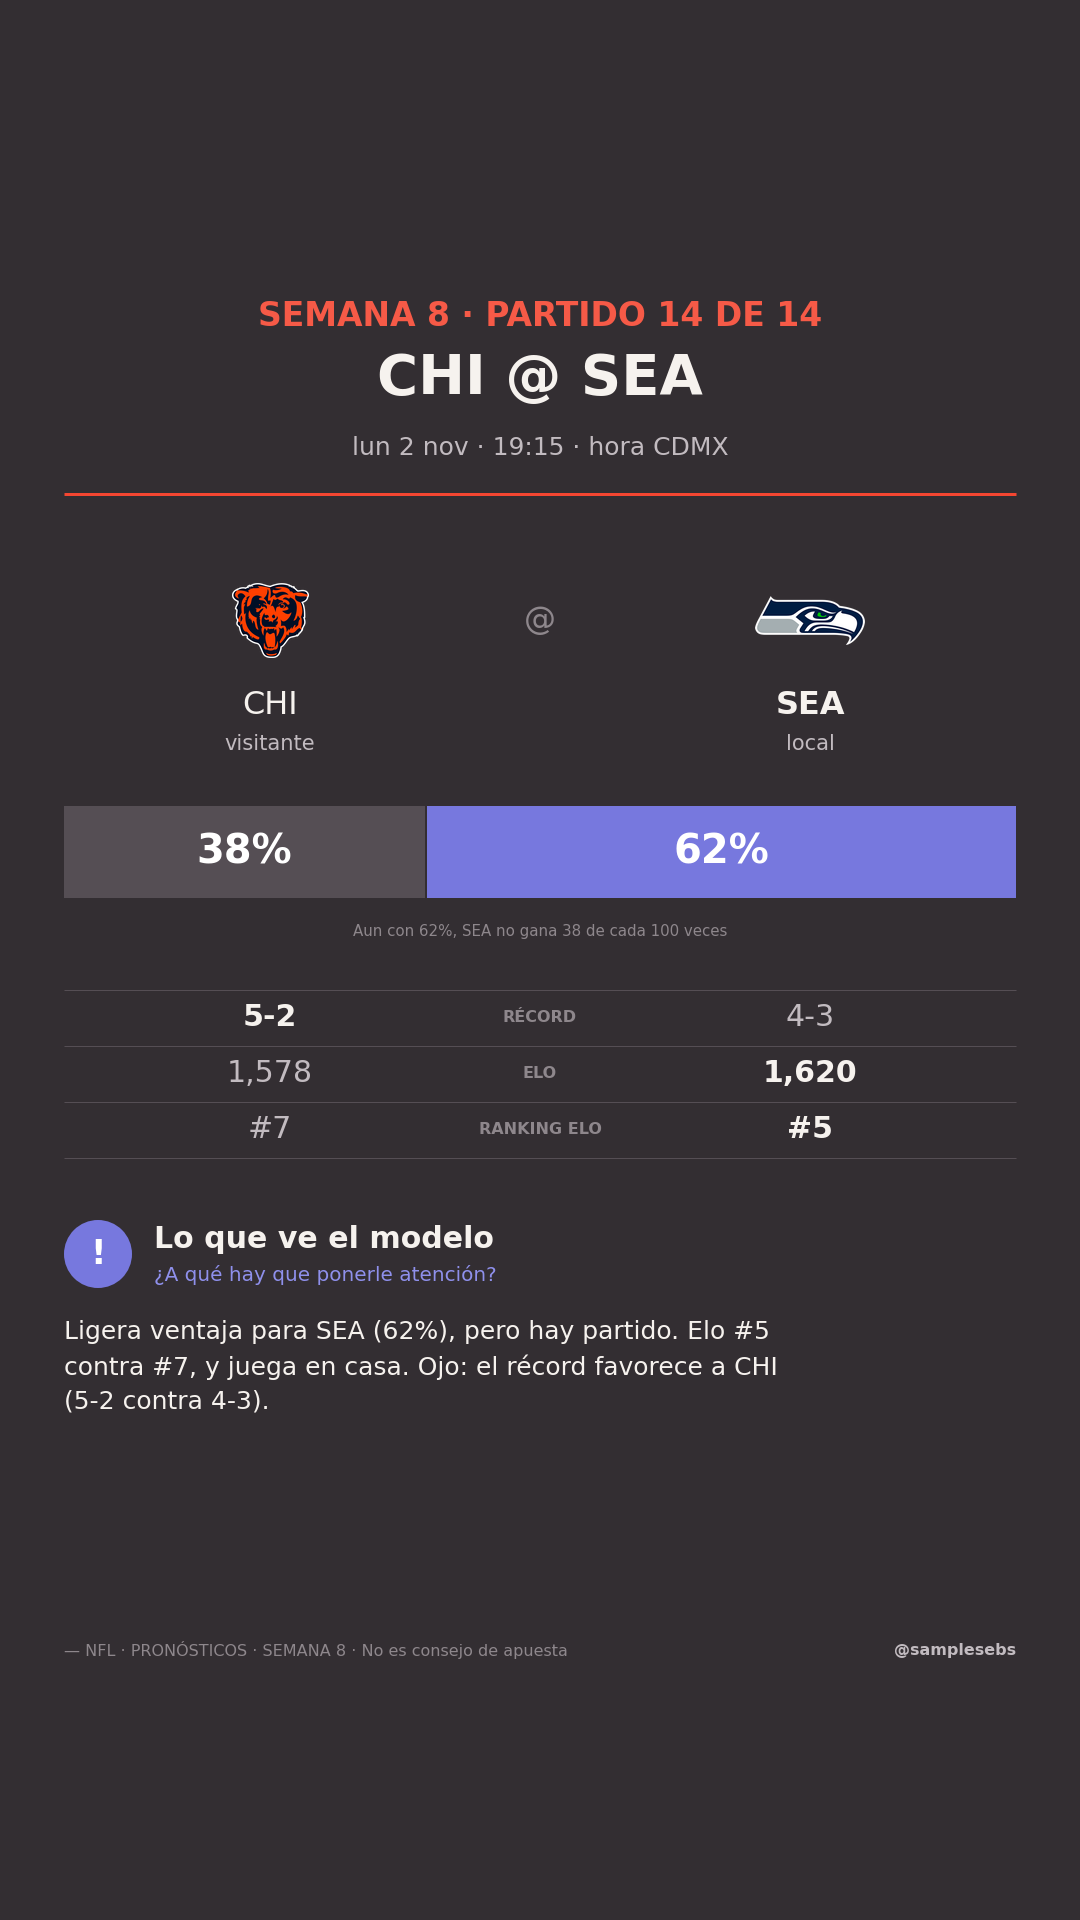 SEMANA 8 · PARTIDO 14 DE 14
CHI @ SEA
lun 2 nov · 19:15 · hora CDMX
@
CHI
SEA
visitante
local
38%
62%
Aun con 62%, SEA no gana 38 de cada 100 veces
5-2 RÉCORD 4-3
1,578 ELO 1,620
#7 RANKING ELO #5
!
Lo que ve el modelo
¿A qué hay que ponerle atención?
Ligera ventaja para SEA (62%), pero hay partido. Elo #5
contra #7, y juega en casa. Ojo: el récord favorece a CHI
(5-2 contra 4-3).
— NFL · PRONÓSTICOS · SEMANA 8 · No es consejo de apuesta
@samplesebs